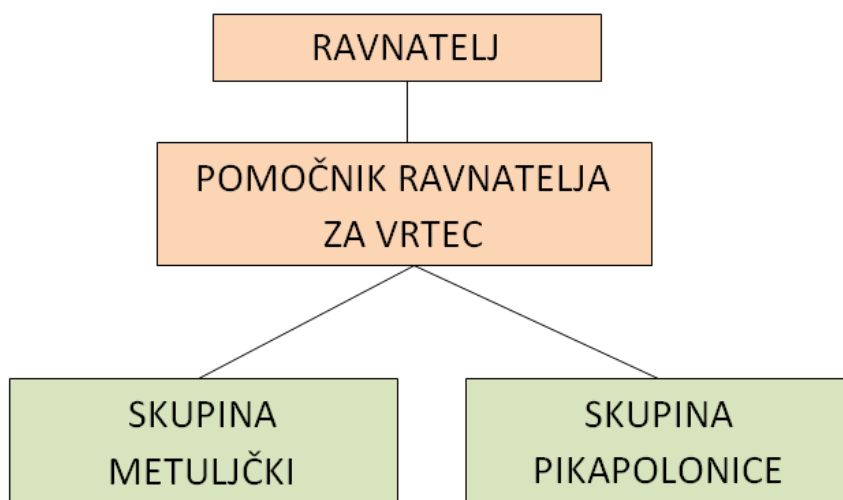 RAVNATELJ
POMOČNIK RAVNATELJA
ZA VRTEC
SKUPINA
METULJČKI
SKUPINA
PIKAPOLONICE